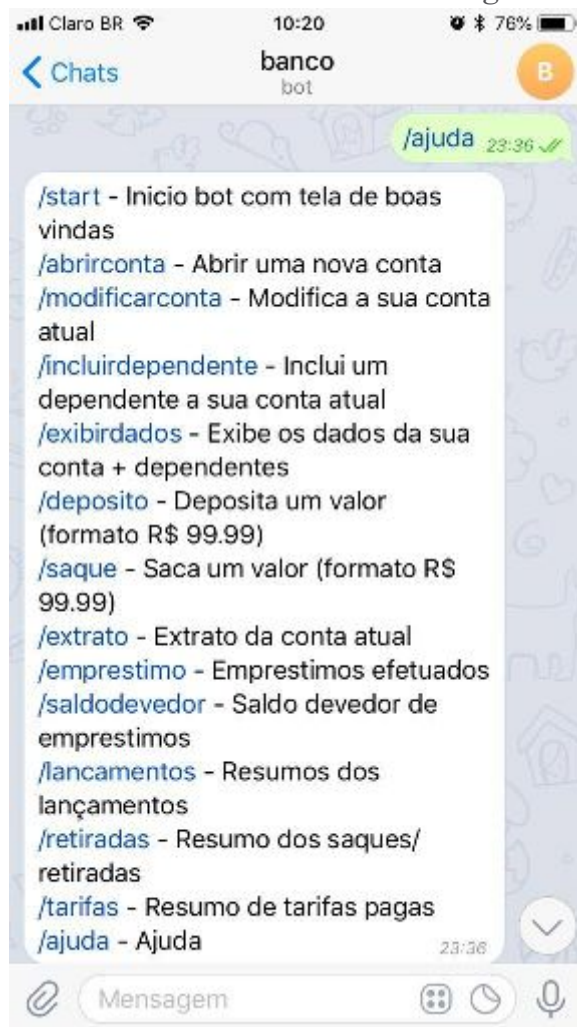 Claro BR 10:20 76%
Chats banco B
bot
/ajuda 23:36
/start - Inicio bot com tela de boas
vindas
/abrirconta - Abrir uma nova conta
/modificarconta - Modifica a sua conta
atual
/incluirdependente - Inclui um
dependente a sua conta atual
/exibirdados - Exibe os dados da sua
conta + dependentes
/deposito - Deposita um valor
(formato R$ 99.99)
/saque - Saca um valor (formato R$
99.99)
/extrato - Extrato da conta atual
/emprestimo - Emprestimos efetuados
/saldodevedor - Saldo devedor de
emprestimos
/lancamentos - Resumos dos
lançamentos
/retiradas - Resumo dos saques/
retiradas
/tarifas - Resumo de tarifas pagas
/ajuda - Ajuda 23:36
Mensagem